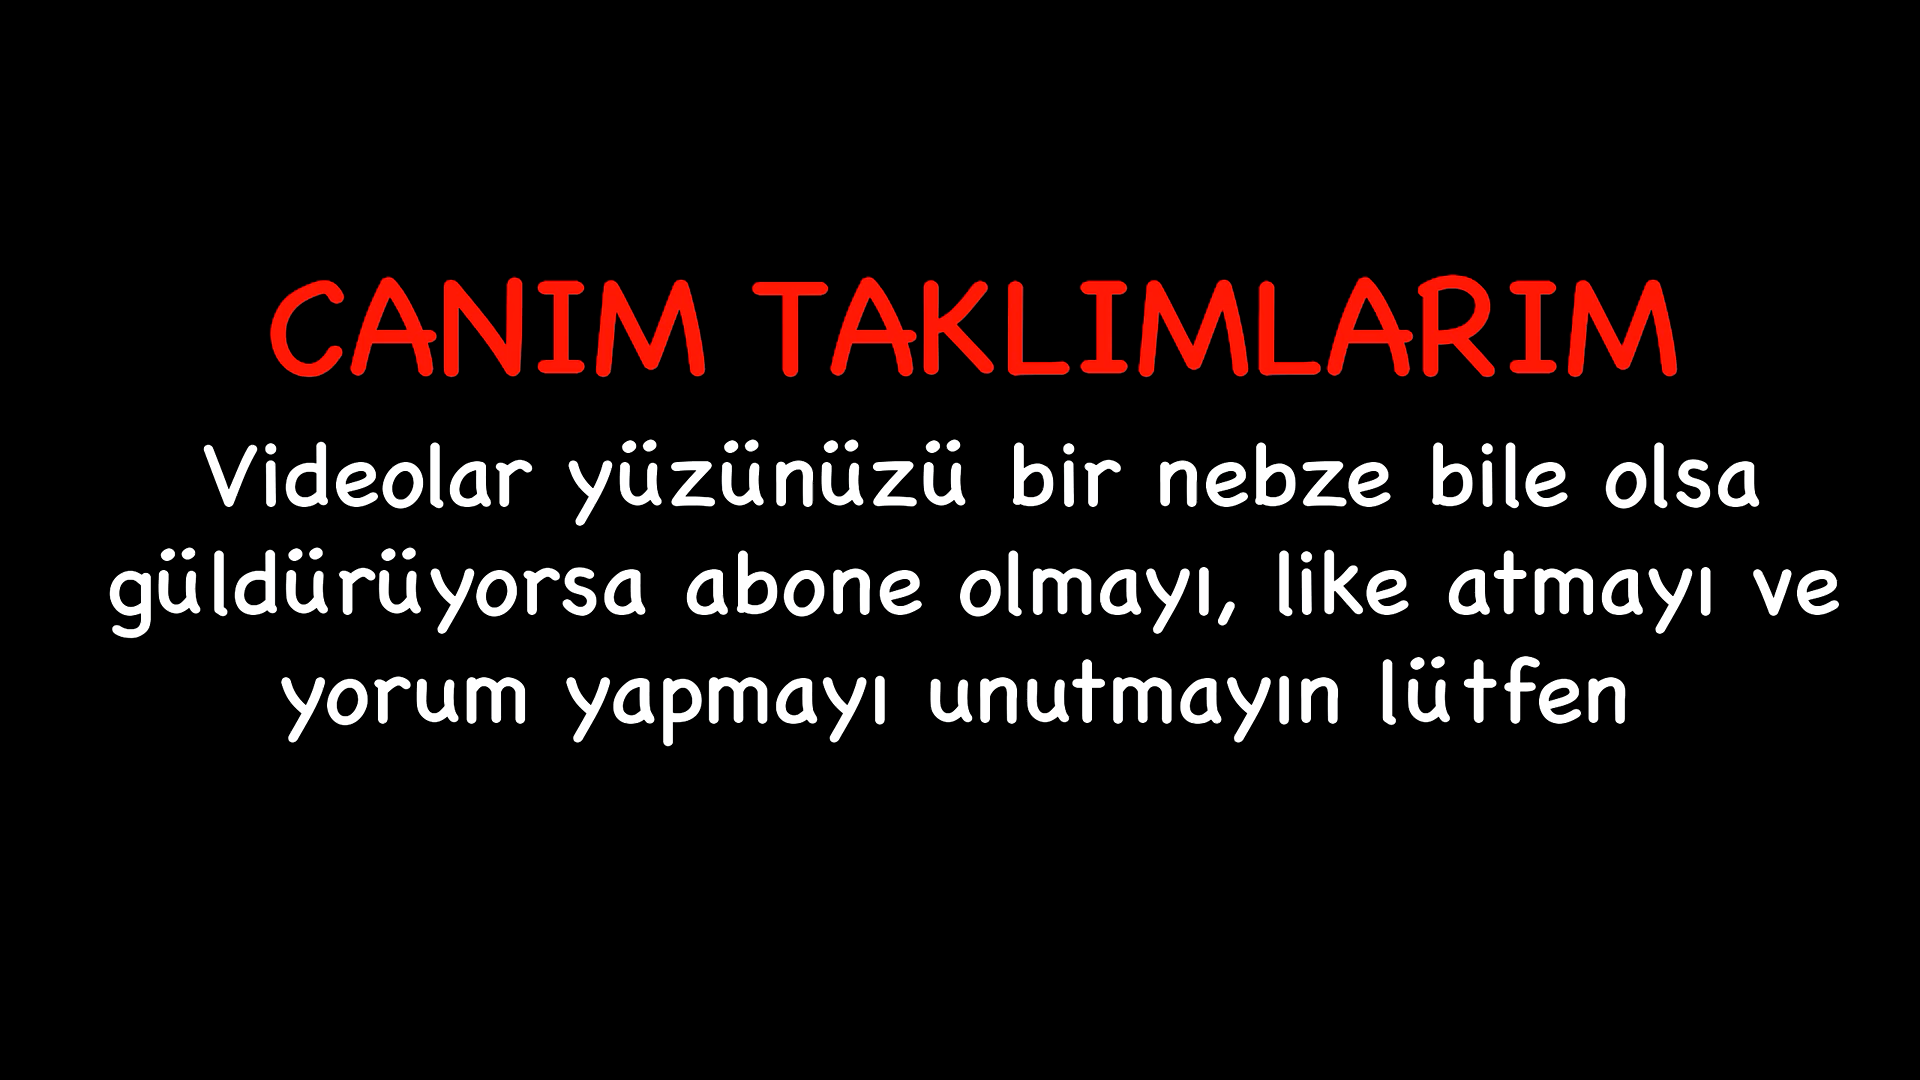 CANIM TAKLIMLARIM
Videolar yüzünüzü bir nebze bile olsa
güldürüyorsa abone olmayı, like atmayı ve
yorum yapmayı unutmayın lütfen